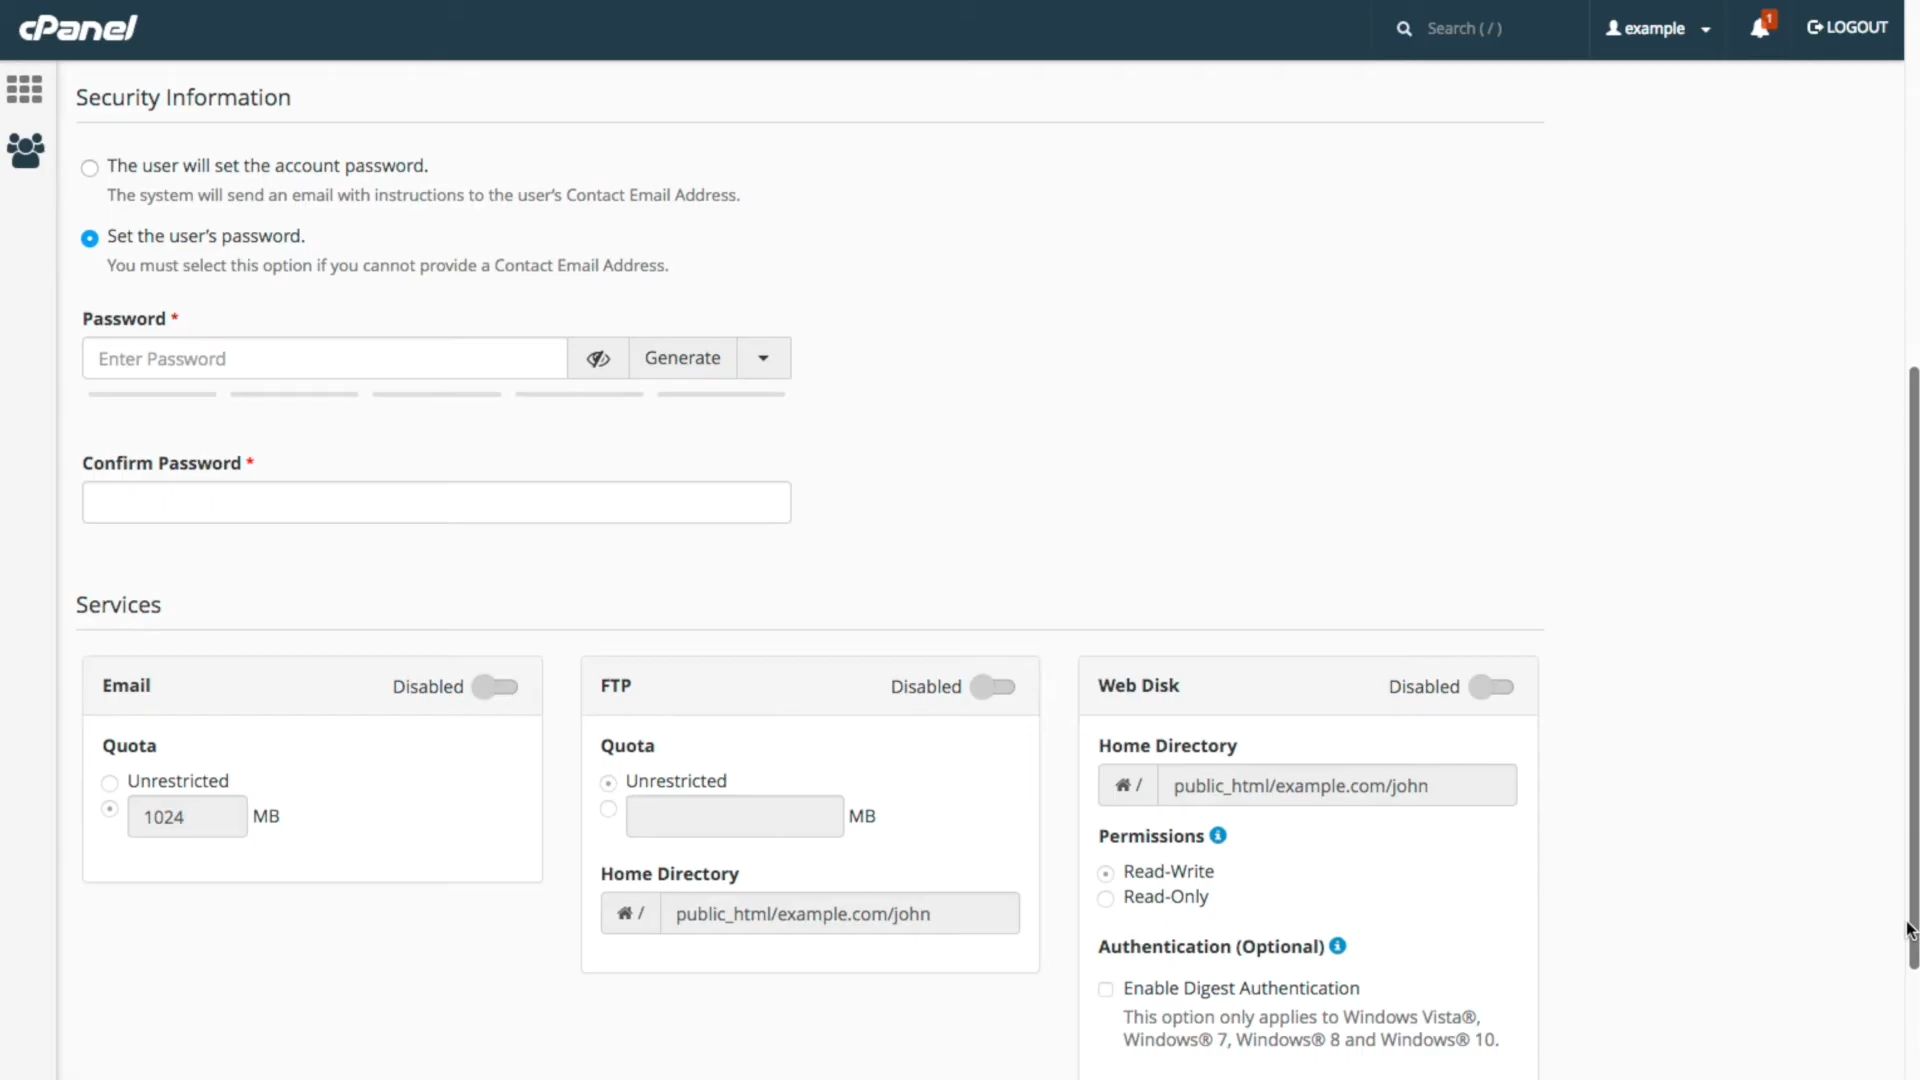 cPanel
Search ( / )
example
1
LOGOUT
Security Information
The user will set the account password.
The system will send an email with instructions to the user's Contact Email Address.
Set the user's password.
You must select this option if you cannot provide a Contact Email Address.
Password *
Enter Password
Generate
Confirm Password *
Services
Email
Disabled
Quota
Unrestricted
1024
MB
FTP
Disabled
Quota
Unrestricted
MB
Home Directory
/
public_html/example.com/john
Web Disk
Disabled
Home Directory
/
public_html/example.com/john
Permissions
Read-Write
Read-Only
Authentication (Optional)
Enable Digest Authentication
This option only applies to Windows Vista®,
Windows® 7, Windows® 8 and Windows® 10.